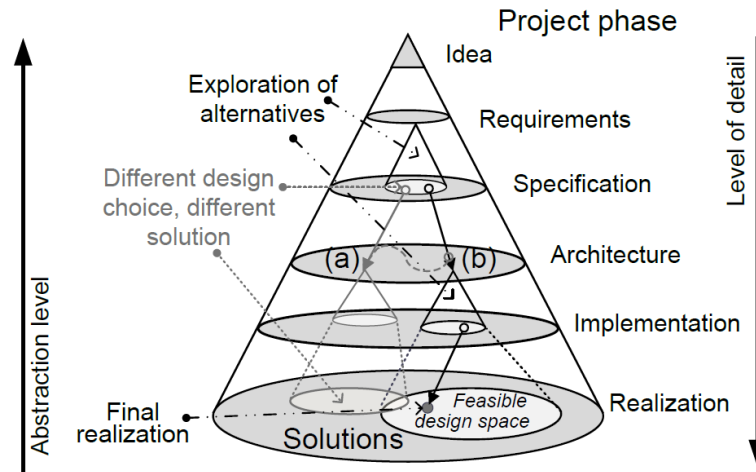 Project phase
Idea
Exploration of
alternatives
Requirements
Different design
choice, different
solution
Specification
(a)
(b)
Architecture
Implementation
Final
realization
Solutions
Feasible
design space
Realization
Abstraction level
Level of detail